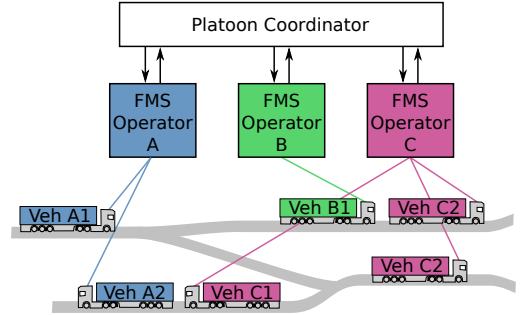 Platoon Coordinator
FMS
Operator
A
FMS
Operator
B
FMS
Operator
C
Veh A1
Veh B1
Veh C2
Veh C2
Veh A2
Veh C1